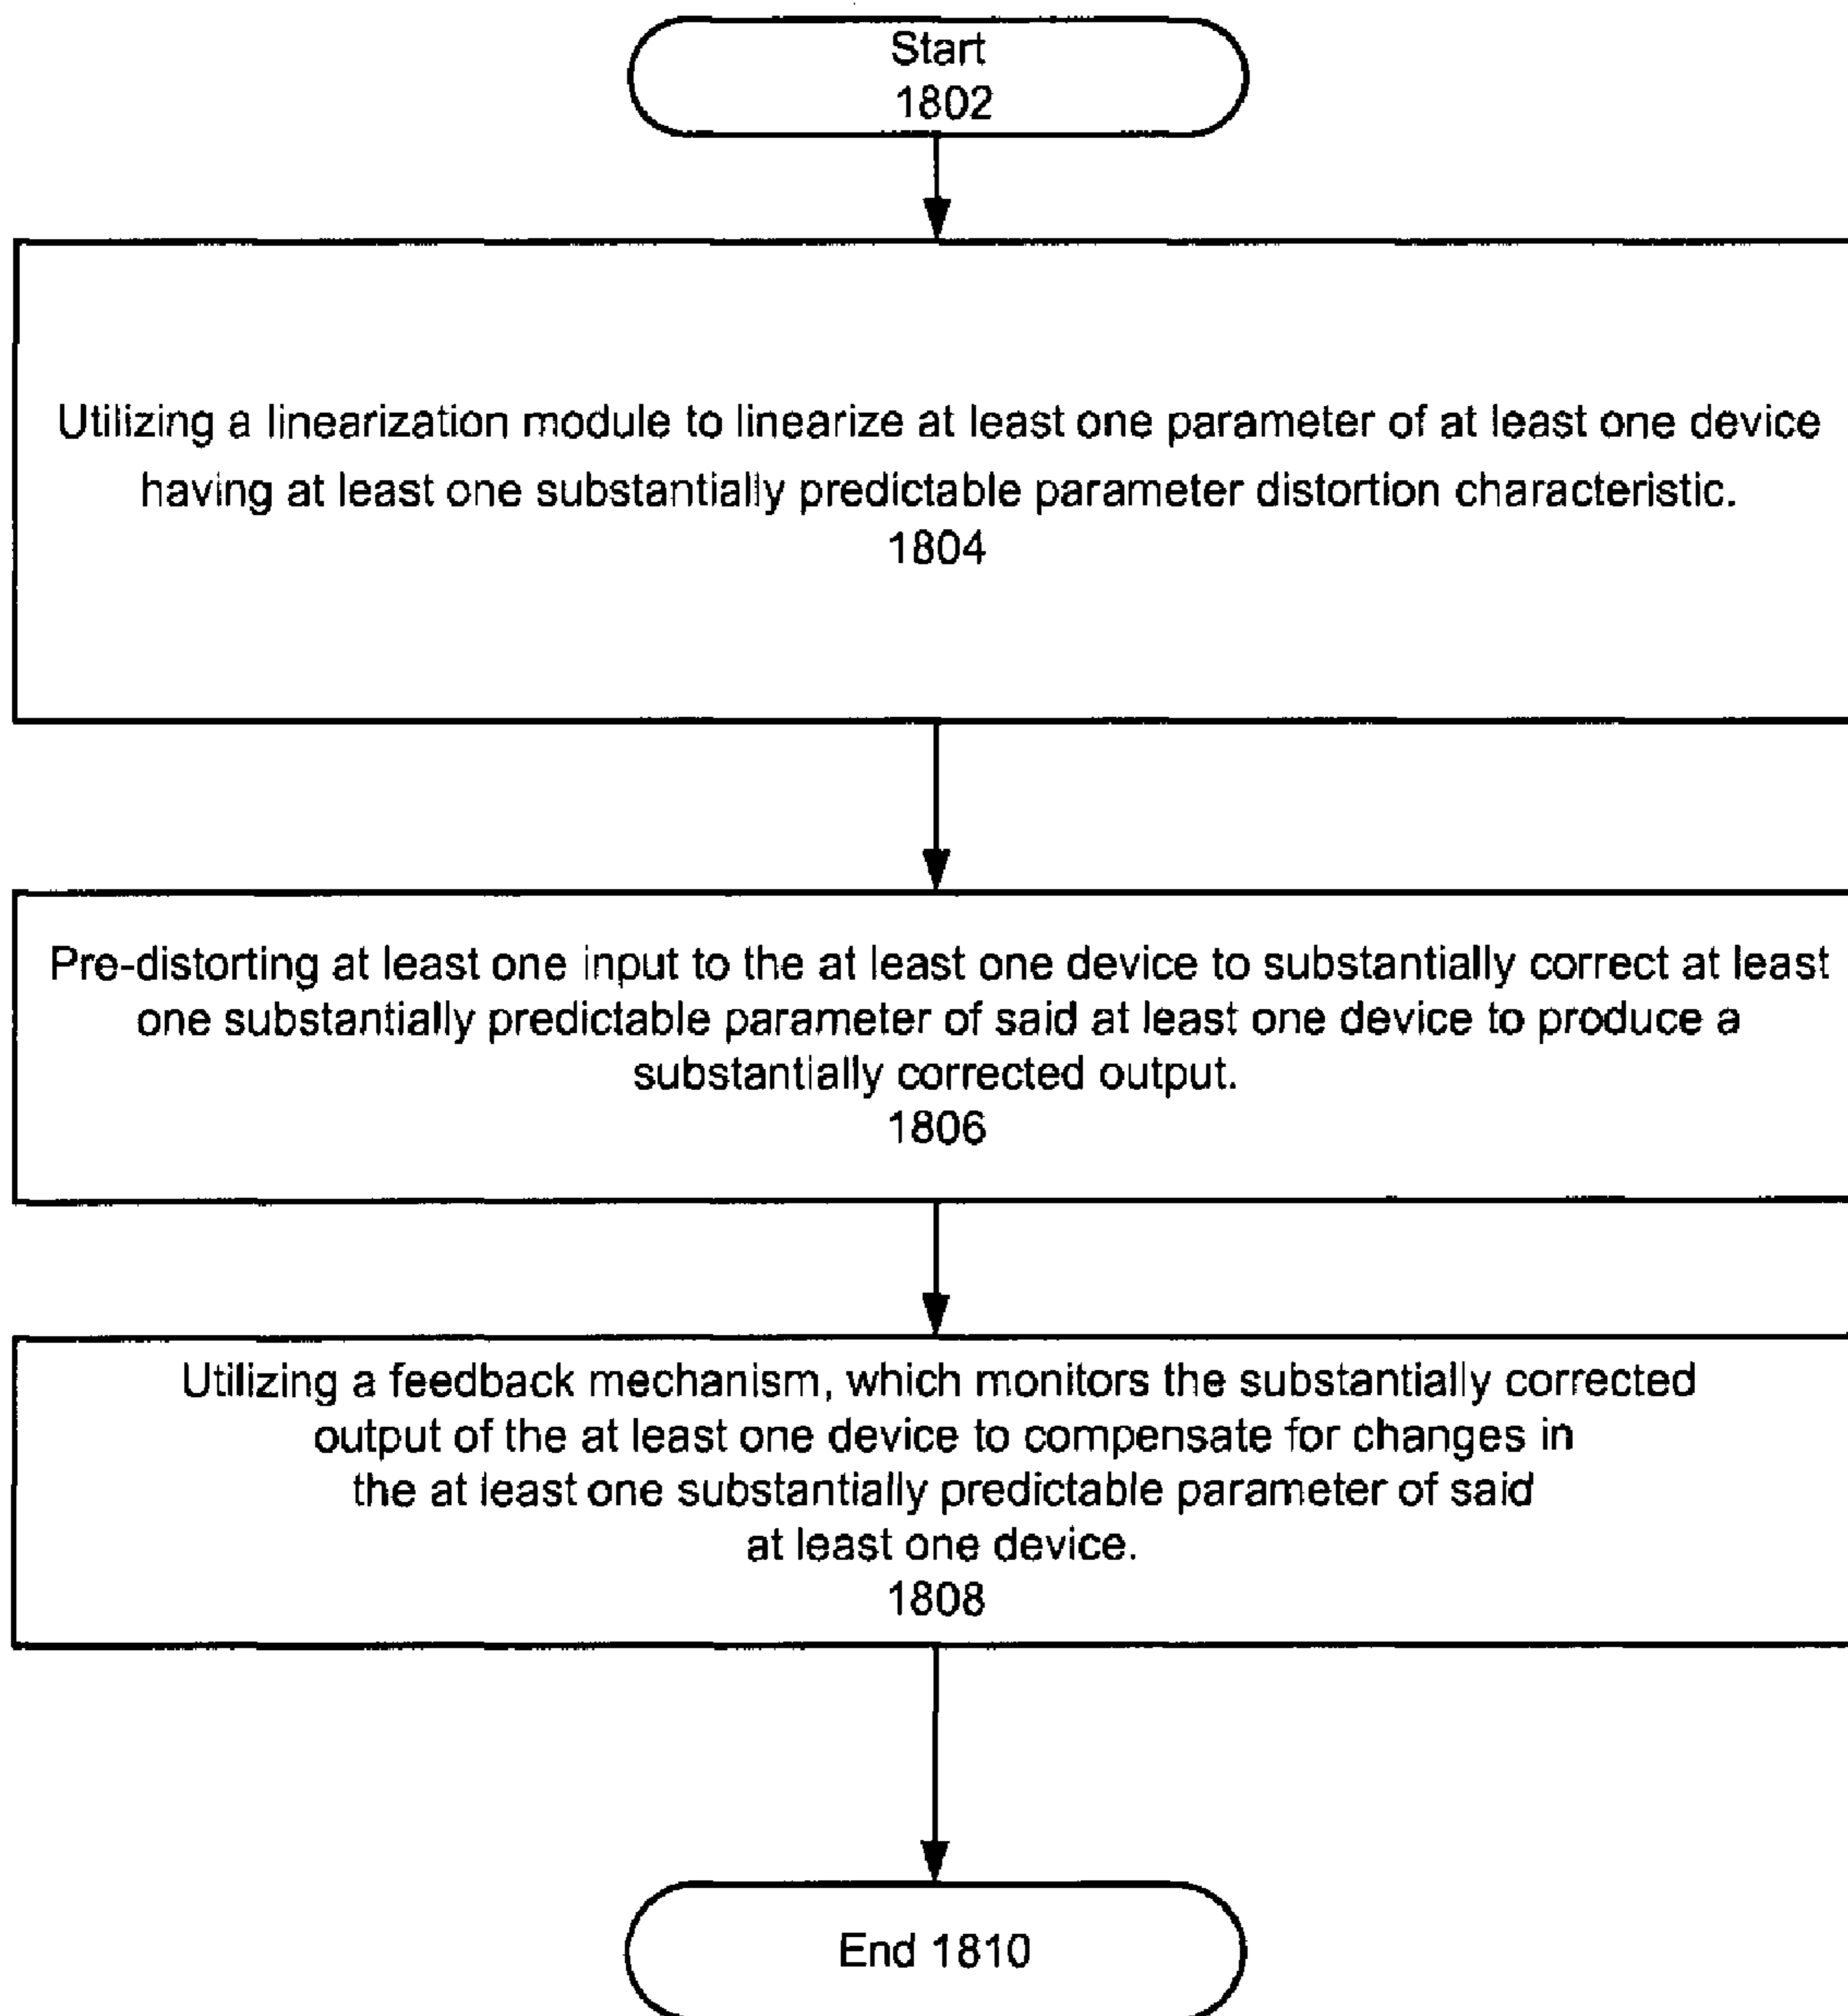 Start
1802
Utilizing a linearization module to linearize at least one parameter of at least one device
having at least one substantially predictable parameter distortion characteristic.
1804
Pre-distorting at least one input to the at least one device to substantially correct at least
one substantially predictable parameter of said at least one device to produce a
substantially corrected output.
1806
Utilizing a feedback mechanism, which monitors the substantially corrected
output of the at least one device to compensate for changes in
the at least one substantially predictable parameter of said
at least one device.
1808
End 1810